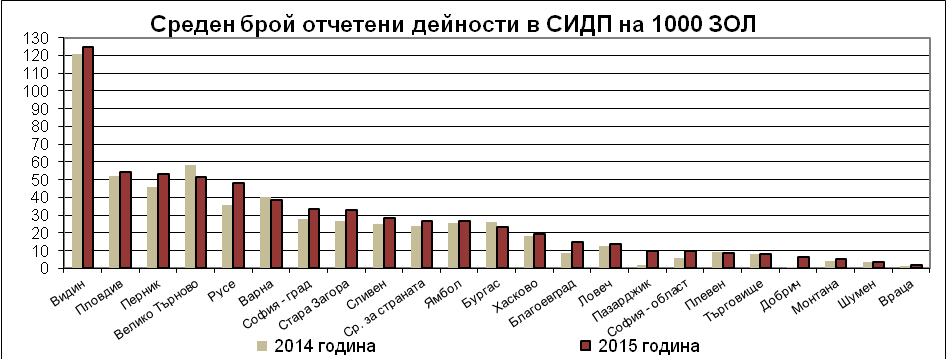 Среден брой отчетени дейности в СИДП на 1000 ЗОЛ
130
120
110
100
90
80
70
60
50
40
30
20
10
0
Видин
Пловдив
Перник
Велико Търново
Русе
Варна
София - град
Стара Загора
Сливен
Ср. за страната
Ямбол
Бургас
Хасково
Благоевград
Ловеч
Пазарджик
София - област
Плевен
Търговище
Добрич
Монтана
Шумен
Враца
2014 година
2015 година